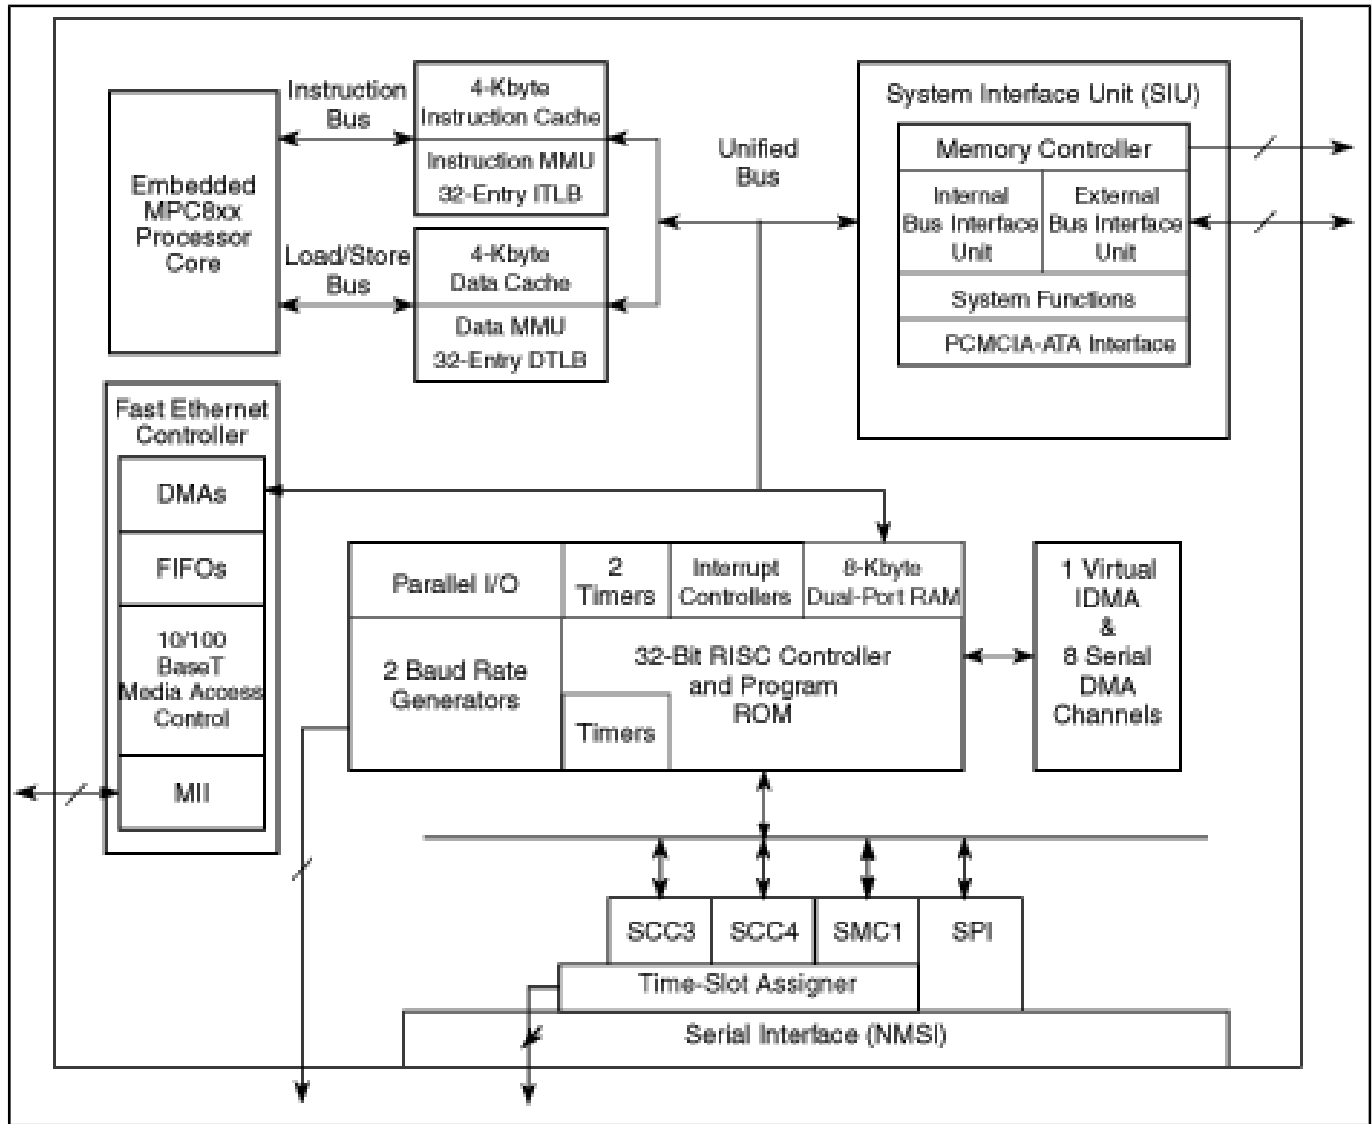 Instruction
Bus
4-Kbyte
Instruction Cache
Instruction MMU
32-Entry ITLB
Embedded
MPC8xx
Processor
Core
Load/Store
Bus
4-Kbyte
Data Cache
Data MMU
32-Entry DTLB
Unified
Bus
System Interface Unit (SIU)
Memory Controller
Internal
Bus Interface
Unit
External
Bus Interface
Unit
System Functions
PCMCIA-ATA Interface
Fast Ethernet
Controller
DMAs
FIFOs
10/100
BaseT
Media Access
Control
MII
Parallel I/O
2
Timers
Interrupt
Controllers
8-Kbyte
Dual-Port RAM
2 Baud Rate
Generators
32-Bit RISC Controller
and Program
ROM
Timers
1 Virtual
IDMA
&
8 Serial
DMA
Channels
SCC3
SCC4
SMC1
SPI
Time-Slot Assigner
Serial Interface (NMSI)